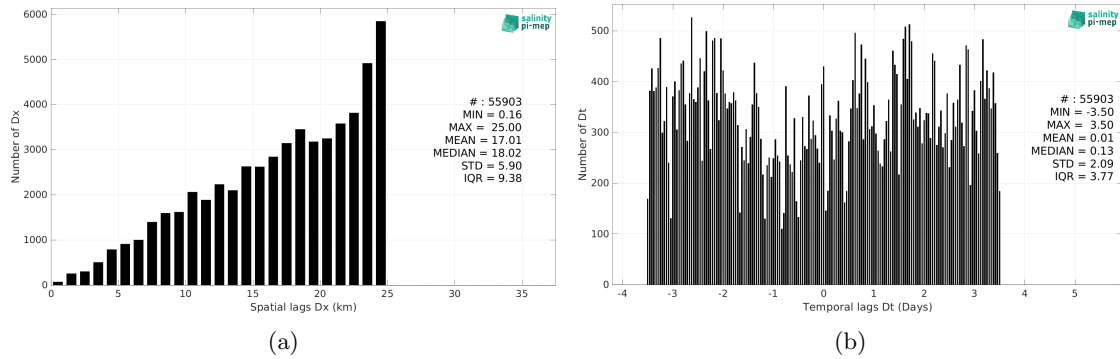 6000
5000
4000
3000
2000
1000
0
Number of Dx
0 5 10 15 20 25 30 35
Spatial lags Dx (km)
salinity
pi-mep
# : 55903
MIN = 0.16
MAX = 25.00
MEAN = 17.01
MEDIAN = 18.02
STD = 5.90
IQR = 9.38
(a)
500
400
300
200
100
0
Number of Dt
-4 -3 -2 -1 0 1 2 3 4 5
Temporal lags Dt (Days)
salinity
pi-mep
# : 55903
MIN = -3.50
MAX = 3.50
MEAN = 0.01
MEDIAN = 0.13
STD = 2.09
IQR = 3.77
(b)